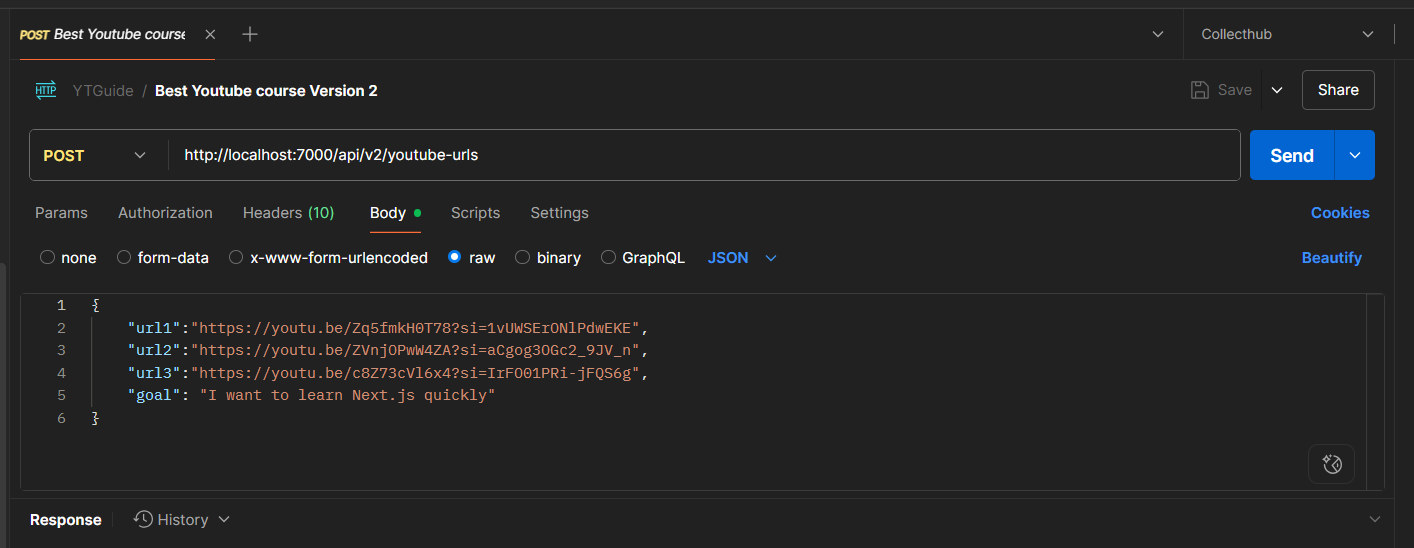 POST Best Youtube course
Collecthub
HTTP YTGuide / Best Youtube course Version 2
Save
Share
POST
http://localhost:7000/api/v2/youtube-urls
Send
Params Authorization Headers (10) Body Scripts Settings
Cookies
none form-data x-www-form-urlencoded raw binary GraphQL JSON
Beautify
1 {
2 "url1":"https://youtu.be/Zq5fmkH0T78?si=1vUWSErONlPdwEKE",
3 "url2":"https://youtu.be/ZVnjOPwW4ZA?si=aCgog3OGc2_9JV_n",
4 "url3":"https://youtu.be/c8Z73cVl6x4?si=IrFO01PRi-jFQS6g",
5 "goal": "I want to learn Next.js quickly"
6 }
Response History